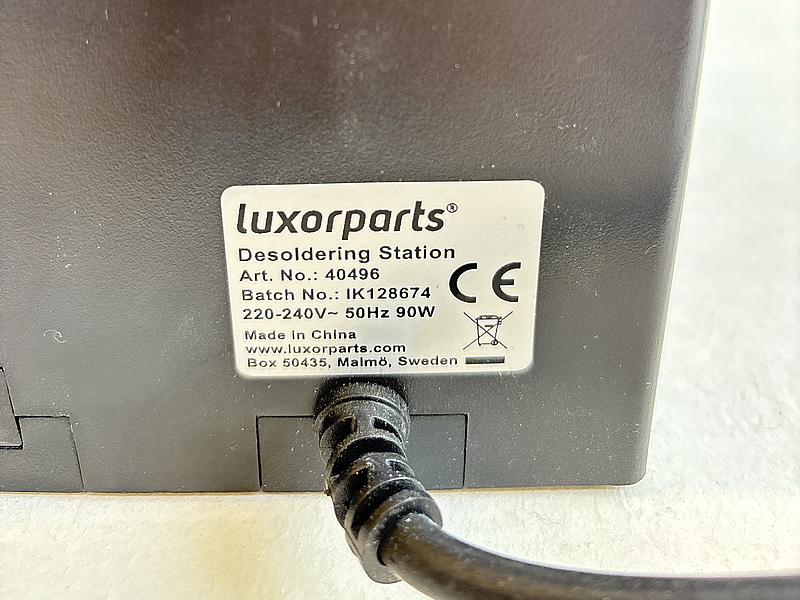 luxorparts®
Desoldering Station
Art. No.: 40496
Batch No.: IK128674
220-240V~ 50Hz 90W
CE
Made in China
www.luxorparts.com
Box 50435, Malmö, Sweden